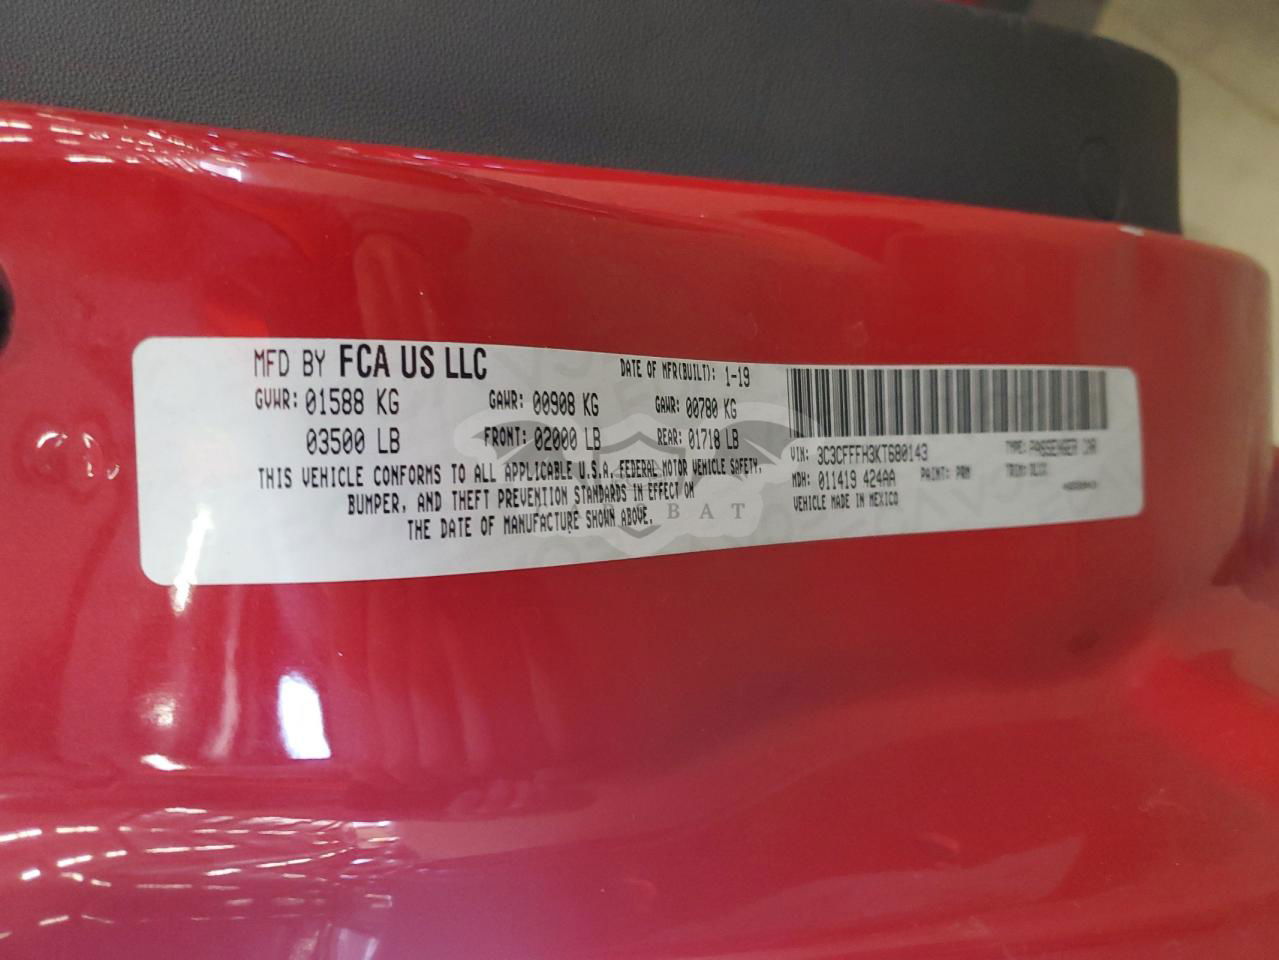 MFD BY FCA US LLC DATE OF MFR(BUILT): 1-19
GVWR: 01588 KG GAWR: 00908 KG GAWR: 00780 KG
03500 LB FRONT: 02000 LB REAR: 01718 LB
THIS VEHICLE CONFORMS TO ALL APPLICABLE U.S.A. FEDERAL MOTOR VEHICLE SAFETY,
BUMPER, AND THEFT PREVENTION STANDARDS IN EFFECT ON
THE DATE OF MANUFACTURE SHOWN ABOVE.
VIN: 3C3CFFFH3KT680143 TYPE: PASSENGER CAR
MDH: 011419 424AA PAINT: PRM TRIM:
VEHICLE MADE IN MEXICO